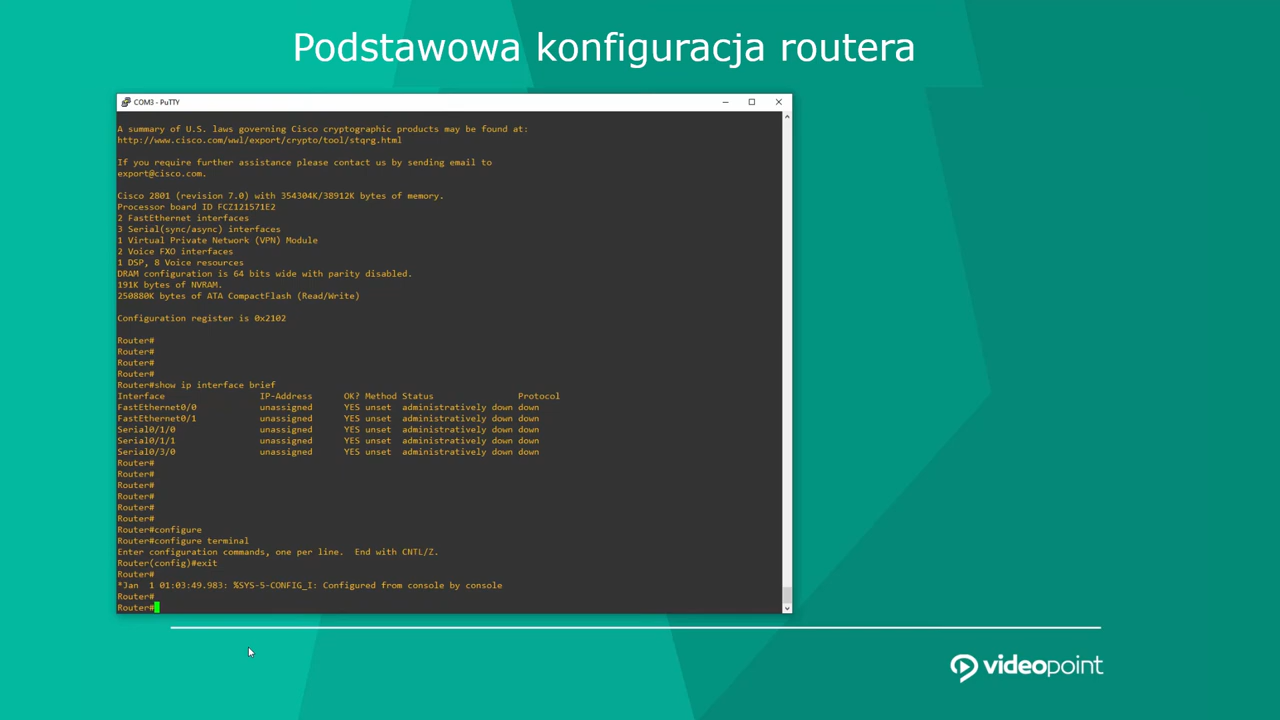 Podstawowa konfiguracja routera
COM3 - PuTTY
A summary of U.S. laws governing Cisco cryptographic products may be found at:
http://www.cisco.com/wwl/export/crypto/tool/stqrg.html
If you require further assistance please contact us by sending email to
export@cisco.com.
Cisco 2801 (revision 7.0) with 354304K/38912K bytes of memory.
Processor board ID FCZ121571E2
2 FastEthernet interfaces
3 Serial(sync/async) interfaces
1 Virtual Private Network (VPN) Module
2 Voice FXO interfaces
1 DSP, 8 Voice resources
DRAM configuration is 64 bits wide with parity disabled.
191K bytes of NVRAM.
250880K bytes of ATA CompactFlash (Read/Write)
Configuration register is 0x2102
Router#
Router#
Router#
Router#
Router#show ip interface brief
Interface IP-Address OK? Method Status Protocol
FastEthernet0/0 unassigned YES unset administratively down down
FastEthernet0/1 unassigned YES unset administratively down down
Serial0/1/0 unassigned YES unset administratively down down
Serial0/1/1 unassigned YES unset administratively down down
Serial0/3/0 unassigned YES unset administratively down down
Router#
Router#
Router#
Router#
Router#
Router#
Router#configure
Router#configure terminal
Enter configuration commands, one per line. End with CNTL/Z.
Router(config)#exit
Router#
*Jan 1 01:03:49.983: %SYS-5-CONFIG_I: Configured from console by console
Router#
Router#
videopoint